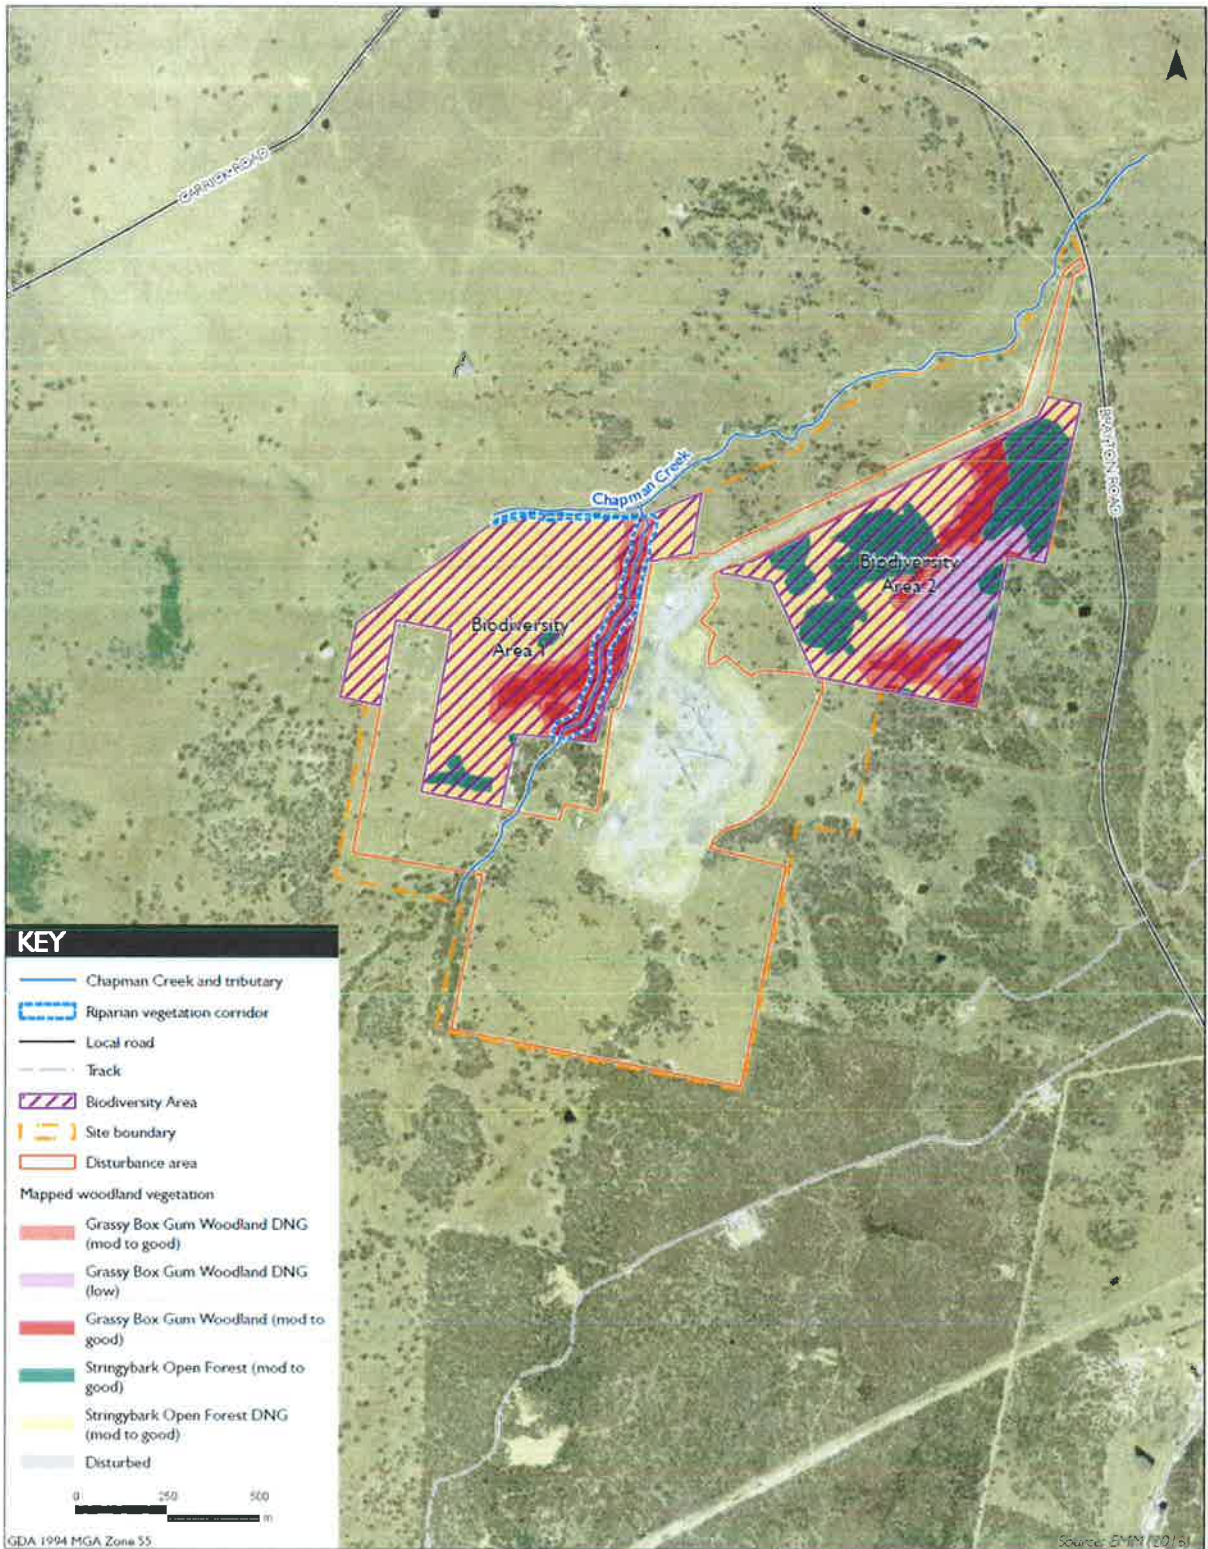 CARRICK ROAD
BRAYTON ROAD
Chapman Creek
Biodiversity
Area 2
Biodiversity
Area 1
KEY
Chapman Creek and tributary
Riparian vegetation corridor
Local road
Track
Biodiversity Area
Site boundary
Disturbance area
Mapped woodland vegetation
Grassy Box Gum Woodland DNG
(mod to good)
Grassy Box Gum Woodland DNG
(low)
Grassy Box Gum Woodland (mod to
good)
Stringybark Open Forest (mod to
good)
Stringybark Open Forest DNG
(mod to good)
Disturbed
0 250 500
m
GDA 1994 MGA Zone 55
Source: EMM (2016)